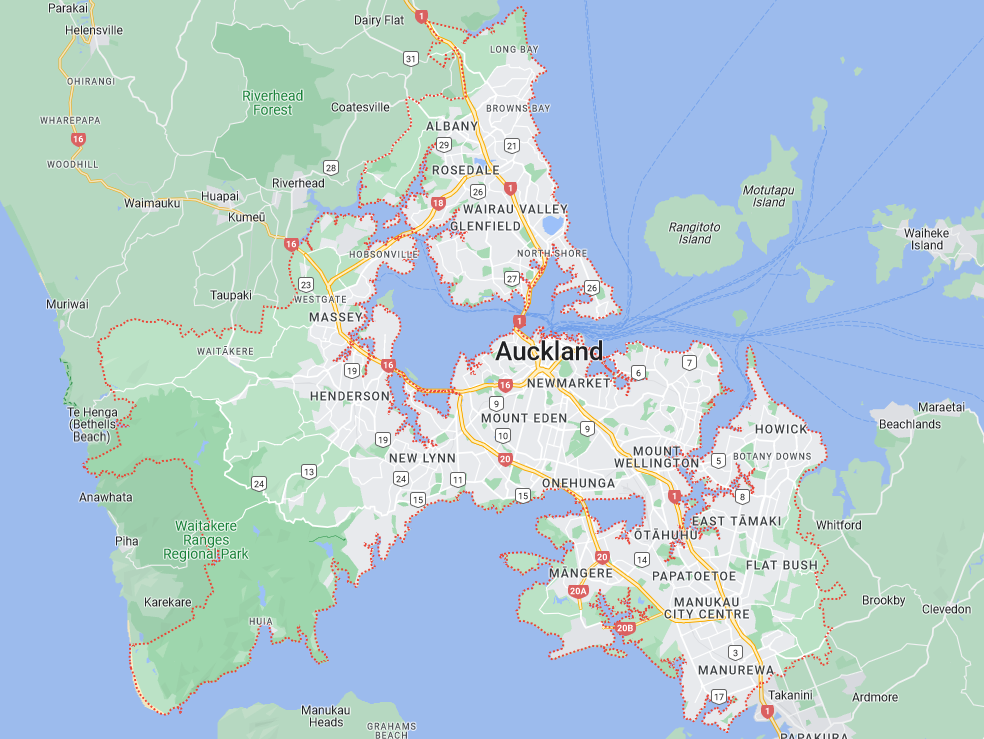 Parakai
Helensville
Dairy Flat
1
31
LONG BAY
OHIRANGI
Riverhead
Forest
Coatesville
BROWNS BAY
WHAREPAPA
ALBANY
16
29
21
WOODHILL
28
ROSEDALE
Riverhead
26
1
Motutapu
Island
Waimauku
Huapai
18
WAIRAU VALLEY
Kumeū
GLENFIELD
Rangitoto
Island
Waiheke
Island
16
HOBSONVILLE
NORTH SHORE
23
27
26
Taupaki
WESTGATE
Muriwai
MASSEY
1
WAITĀKERE
Auckland
19
16
6
7
16
NEWMARKET
HENDERSON
9
Te Henga
(Bethells
Beach)
MOUNT EDEN
Maraetai
Beachlands
19
10
9
HOWICK
NEW LYNN
20
MOUNT
WELLINGTON
5
BOTANY DOWNS
13
24
24
11
ONEHUNGA
Anawhata
15
15
1
8
Waitākere
Ranges
Regional Park
EAST TĀMAKI
Whitford
Piha
ŌTĀHUHU
20
14
FLAT BUSH
MĀNGERE
PAPATOETOE
20A
Karekare
MANUKAU
CITY CENTRE
Brookby
Clevedon
HUIA
20B
3
MANUREWA
17
Takanini
Ardmore
Manukau
Heads
1
GRAHAMS
BEACH
PAPAKURA